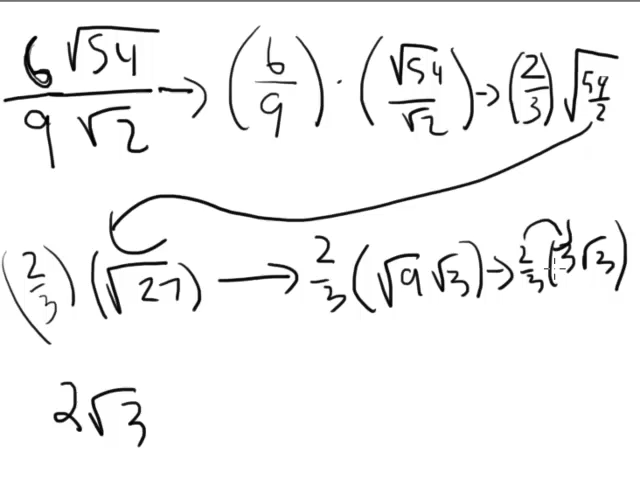 6√54 / 9√2 → (6/9) · (√54/√2) → (2/3) √(54/2)
(2/3) (√27) → 2/3 (√9 √3) → 2/3 (3 √3)
2√3